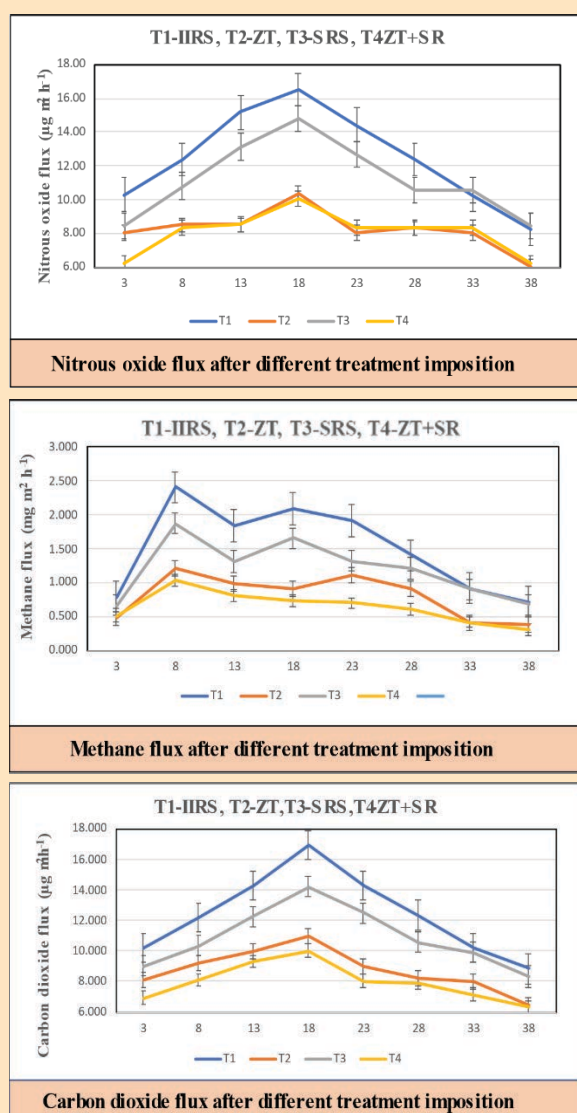 T1-IIRS, T2-ZT, T3-SRS, T4ZT+SR
Nitrous oxide flux (µg m² h⁻¹)
18.00
16.00
14.00
12.00
10.00
8.00
6.00
3 8 13 18 23 28 33 38
T1 T2 T3 T4
Nitrous oxide flux after different treatment imposition
T1-IIRS, T2-ZT, T3-SRS, T4-ZT+SR
Methane flux (mg m² h⁻¹)
3.000
2.500
2.000
1.500
1.000
0.500
0.000
3 8 13 18 23 28 33 38
T1 T2 T3 T4
Methane flux after different treatment imposition
T1-IIRS, T2-ZT,T3-SRS,T4ZT+SR
Carbon dioxide flux (µg m²h⁻¹)
18.000
16.000
14.000
12.000
10.000
8.000
6.000
3 8 13 18 23 28 33 38
T1 T2 T3 T4
Carbon dioxide flux after different treatment imposition